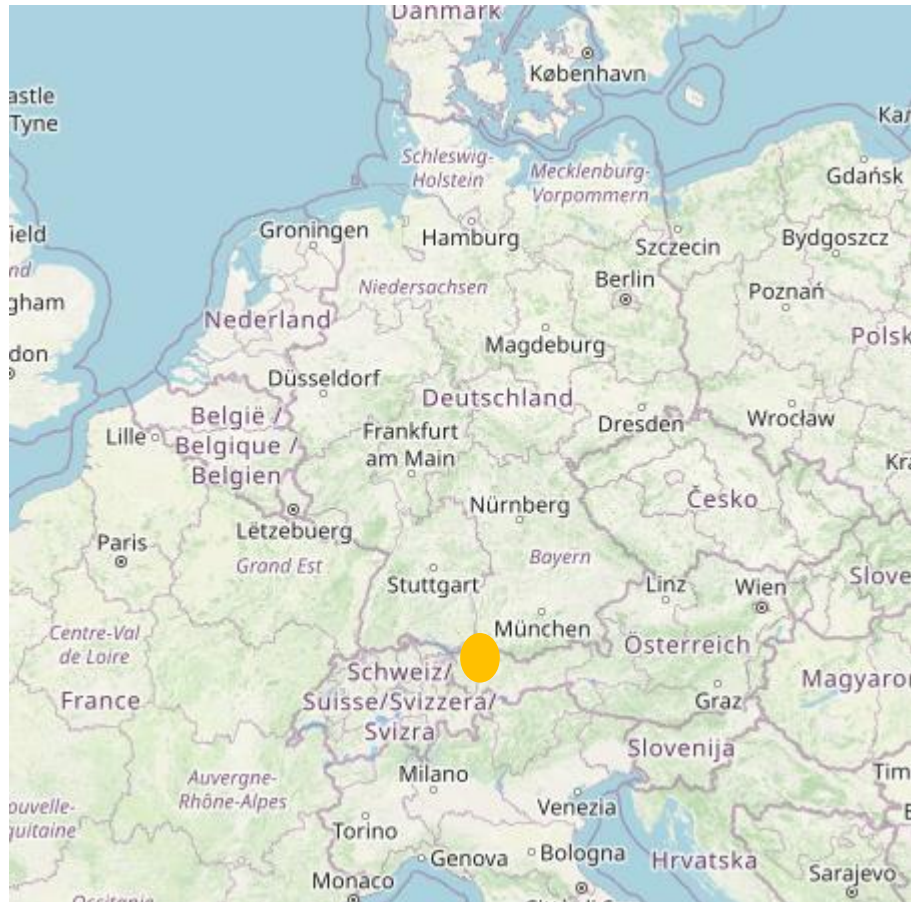 Danmark
København
astle
Tyne
Kал
Schleswig-
Holstein
Mecklenburg-
Vorpommern
Gdańsk
ield
nd
Groningen
Hamburg
Szczecin
Bydgoszcz
Niedersachsen
Berlin
Poznań
gham
Nederland
don
Magdeburg
Polsk
Düsseldorf
Deutschland
België /
Belgique /
Belgien
Lille
Frankfurt
am Main
Dresden
Wrocław
Kra
Nürnberg
Česko
Lëtzebuerg
Paris
Grand Est
Bayern
Stuttgart
Linz
Wien
Slove
Centre-Val
de Loire
München
Österreich
Schweiz/
Suisse/Svizzera/
Svizra
France
Graz
Magyaror
Slovenija
Auvergne-
Rhône-Alpes
Milano
Tim
ouvelle-
quitaine
Venezia
Torino
Genova
Bologna
Hrvatska
Sarajevo
Monaco